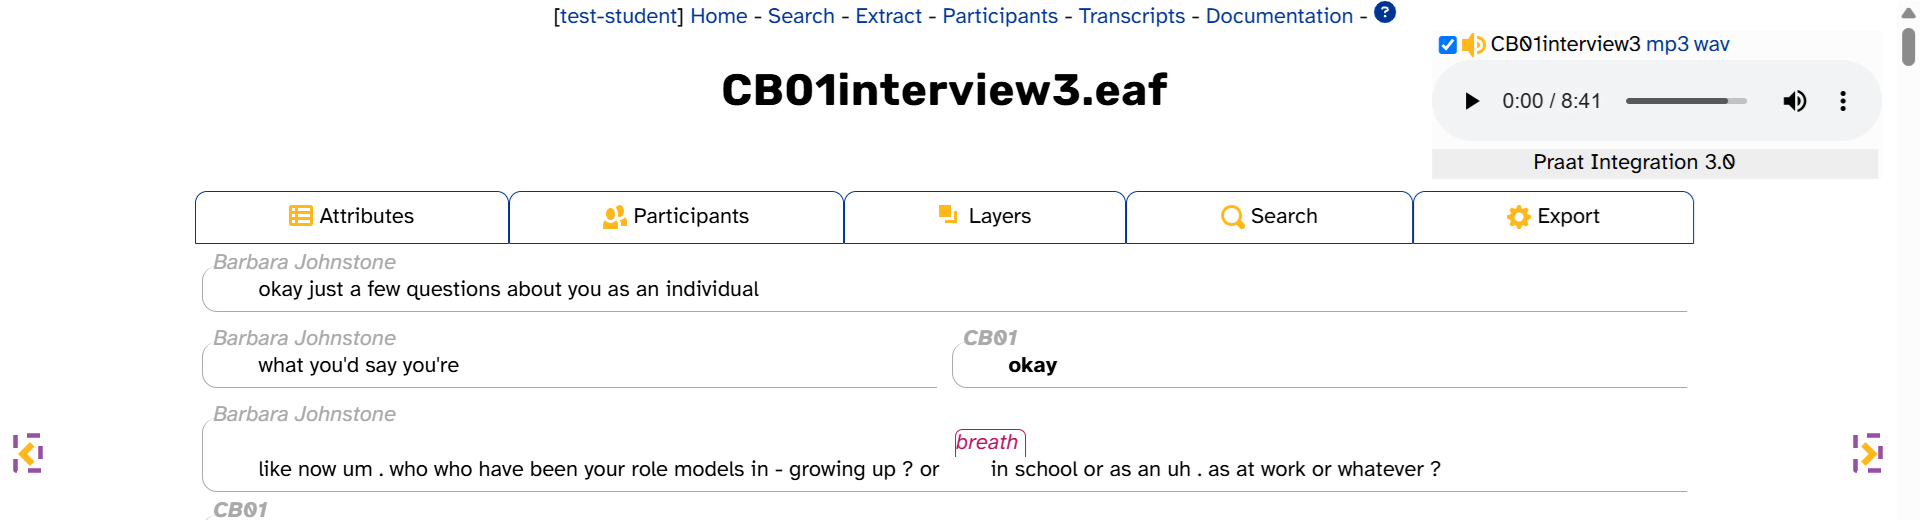 [test-student] Home - Search - Extract - Participants - Transcripts - Documentation - ?
CB01interview3 mp3 wav
CB01interview3.eaf
0:00 / 8:41
Praat Integration 3.0
Attributes Participants Layers Search Export
Barbara Johnstone
okay just a few questions about you as an individual
Barbara Johnstone CB01
what you'd say you're okay
Barbara Johnstone
breath
like now um . who who have been your role models in - growing up ? or in school or as an uh . as at work or whatever ?
CB01